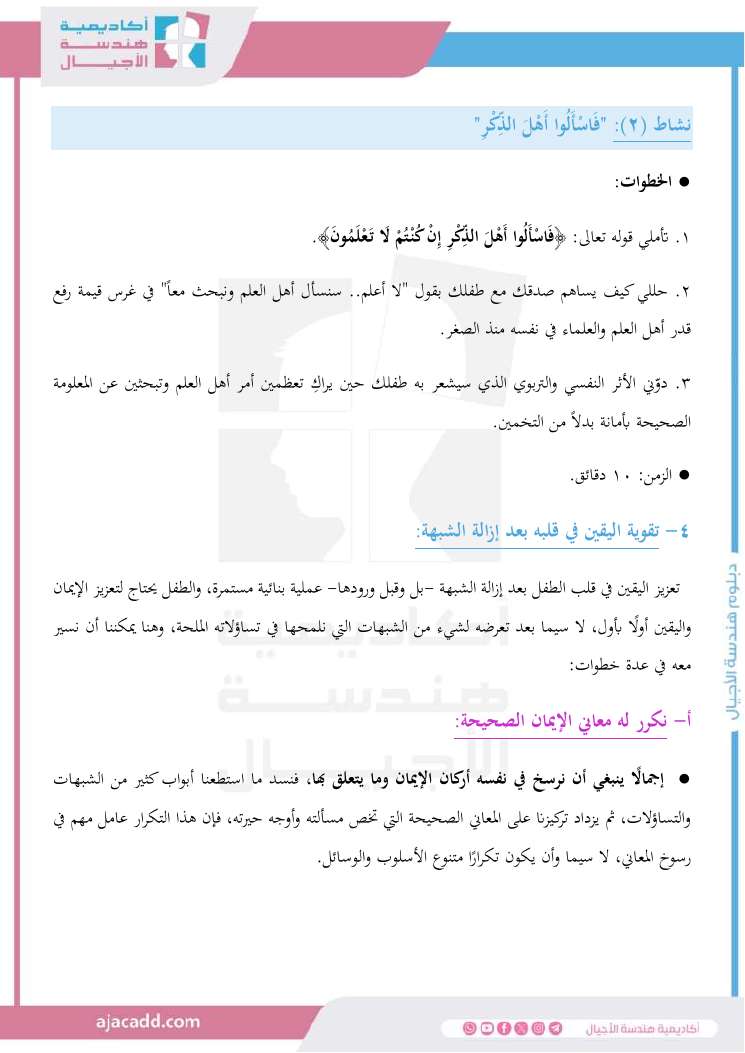 أكاديمية
هندسة
الأجيال
نشاط (٢): "فَاسْأَلُوا أَهْلَ الذِّكْرِ"
● الخطوات:
١. تأملي قوله تعالى: ﴿فَاسْأَلُوا أَهْلَ الذِّكْرِ إِنْ كُنْتُمْ لَا تَعْلَمُونَ﴾.
٢. حللي كيف يساهم صدقك مع طفلك بقول "لا أعلم.. سنسأل أهل العلم ونبحث معاً" في غرس قيمة رفع
قدر أهل العلم والعلماء في نفسه منذ الصغر.
٣. دوّني الأثر النفسي والتربوي الذي سيشعر به طفلك حين يراكِ تعظمين أمر أهل العلم وتبحثين عن المعلومة
الصحيحة بأمانة بدلاً من التخمين.
● الزمن: ١٠ دقائق.
٤- تقوية اليقين في قلبه بعد إزالة الشبهة:
تعزيز اليقين في قلب الطفل بعد إزالة الشبهة -بل وقبل ورودها- عملية بنائية مستمرة، والطفل يحتاج لتعزيز الإيمان
واليقين أولًا بأول، لا سيما بعد تعرضه لشيء من الشبهات التي نلمحها في تساؤلاته الملحة، وهنا يمكننا أن نسير
معه في عدة خطوات:
أ- نكرر له معاني الإيمان الصحيحة:
● إجمالًا ينبغي أن نرسخ في نفسه أركان الإيمان وما يتعلق بها، فنسد ما استطعنا أبواب كثير من الشبهات
والتساؤلات، ثم يزداد تركيزنا على المعاني الصحيحة التي تخص مسألته وأوجه حيرته، فإن هذا التكرار عامل مهم في
رسوخ المعاني، لا سيما وأن يكون تكرارًا متنوع الأسلوب والوسائل.
أكاديمية
هندسة
الأجيال
دبلوم هندسة الأجيال
أكاديمية هندسة الأجيال
ajacadd.com